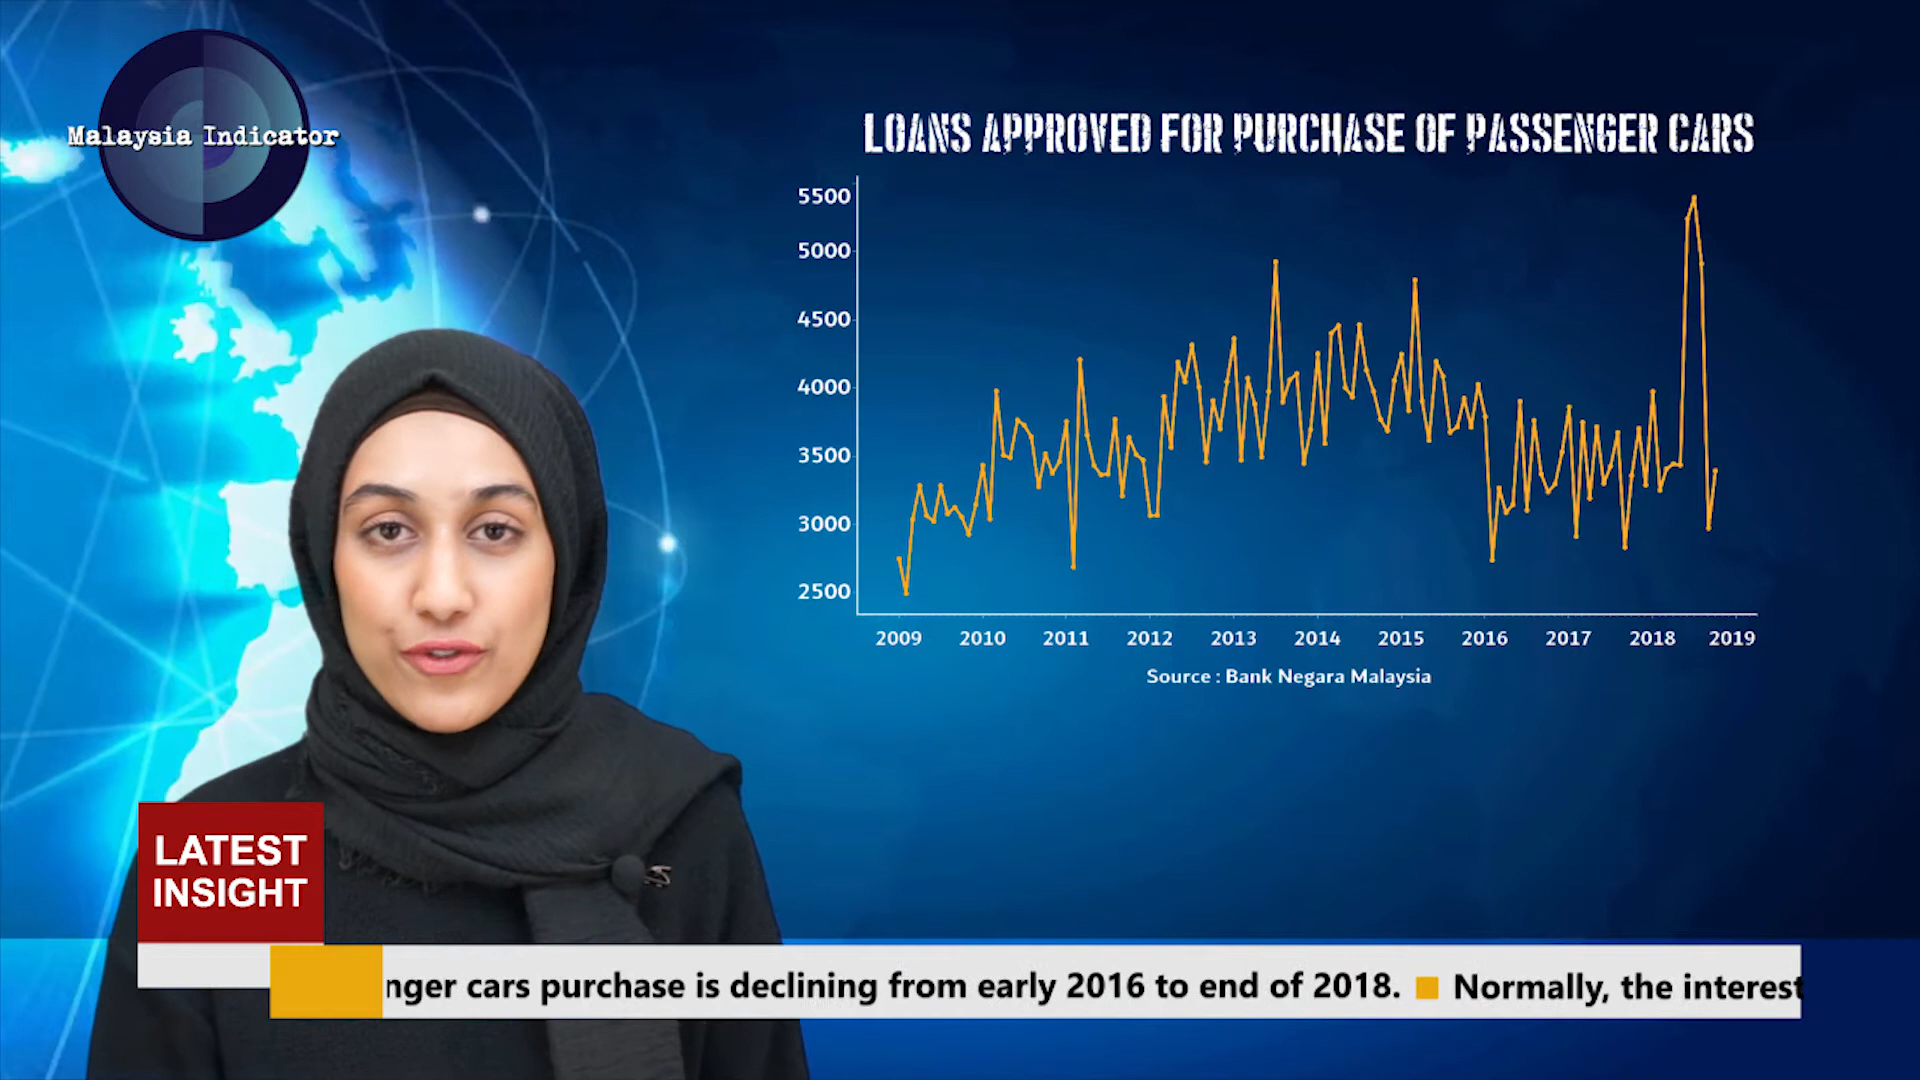 Malaysia Indicator
LOANS APPROVED FOR PURCHASE OF PASSENGER CARS
5500
5000
4500
4000
3500
3000
2500
2009 2010 2011 2012 2013 2014 2015 2016 2017 2018 2019
Source : Bank Negara Malaysia
LATEST
INSIGHT
nger cars purchase is declining from early 2016 to end of 2018. Normally, the interest